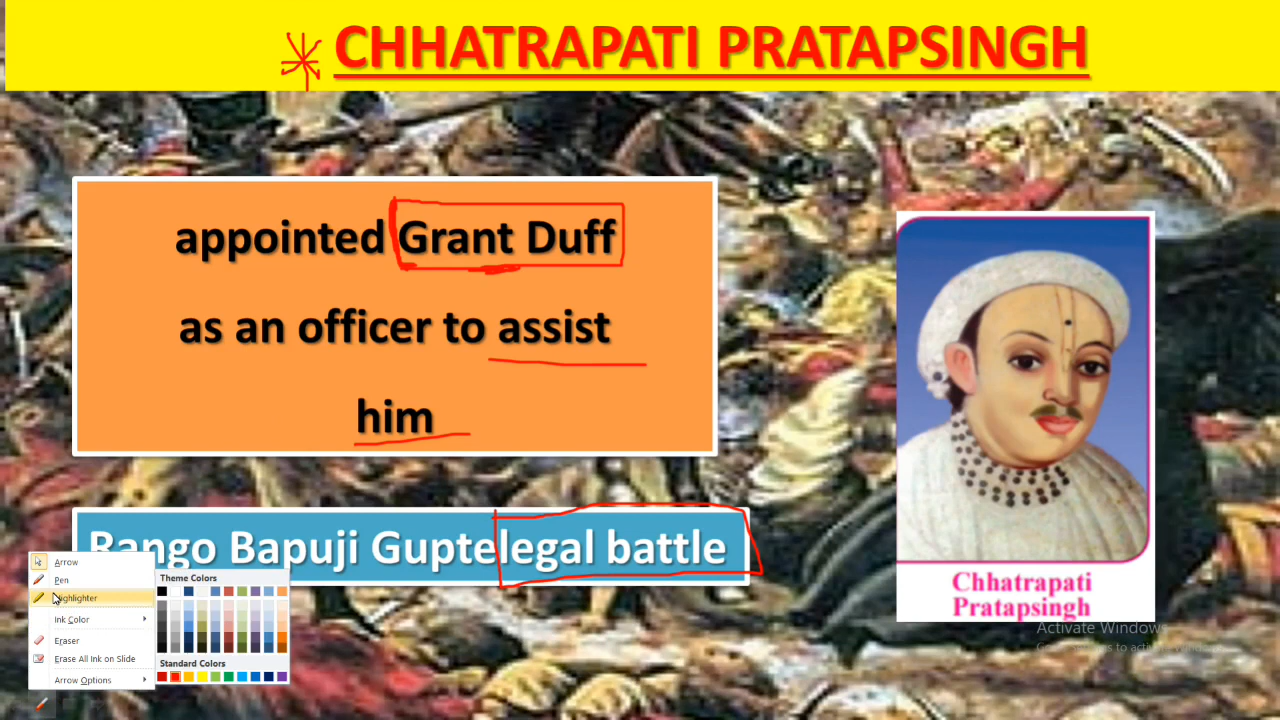 CHHATRAPATI PRATAPSINGH
appointed Grant Duff
as an officer to assist
him
Rango Bapuji Guptelegal battle
Chhatrapati
Pratapsingh
Activate Windows
Arrow
Pen
Highlighter
Ink Color
Eraser
Erase All Ink on Slide
Arrow Options
Theme Colors
Standard Colors